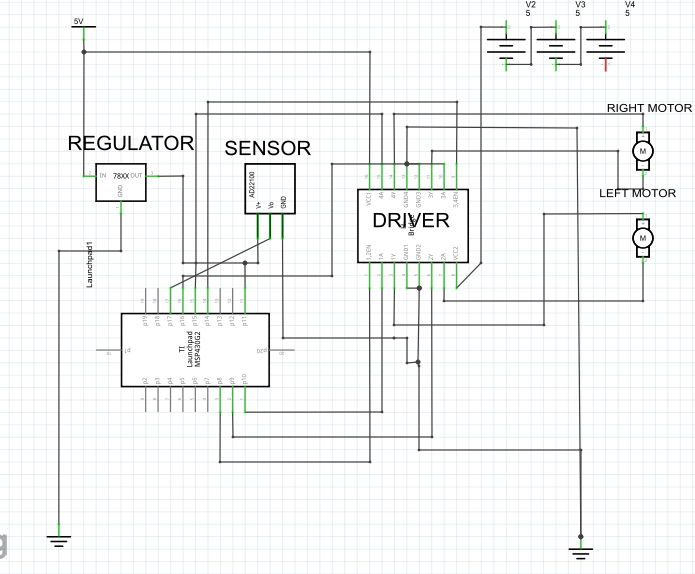 V2
V3
V4
5V
5
5
5
RIGHT MOTOR
REGULATOR
SENSOR
IN
78XX
OUT
GND
AD22100
V+
Vo
GND
M
LEFT MOTOR
VCC1
4A
4Y
GND4
GND3
3Y
3A
3,4EN
DRIVER
Bridge
M
1,2EN
1A
1Y
GND1
GND2
2Y
2A
VCC2
Launchpad1
p19
p18
p17
p16
p15
p14
p13
p12
p11
TI
Launchpad
MSP430G2
p1
p20
p2
p3
p4
p5
p6
p7
p8
p9
p10
g